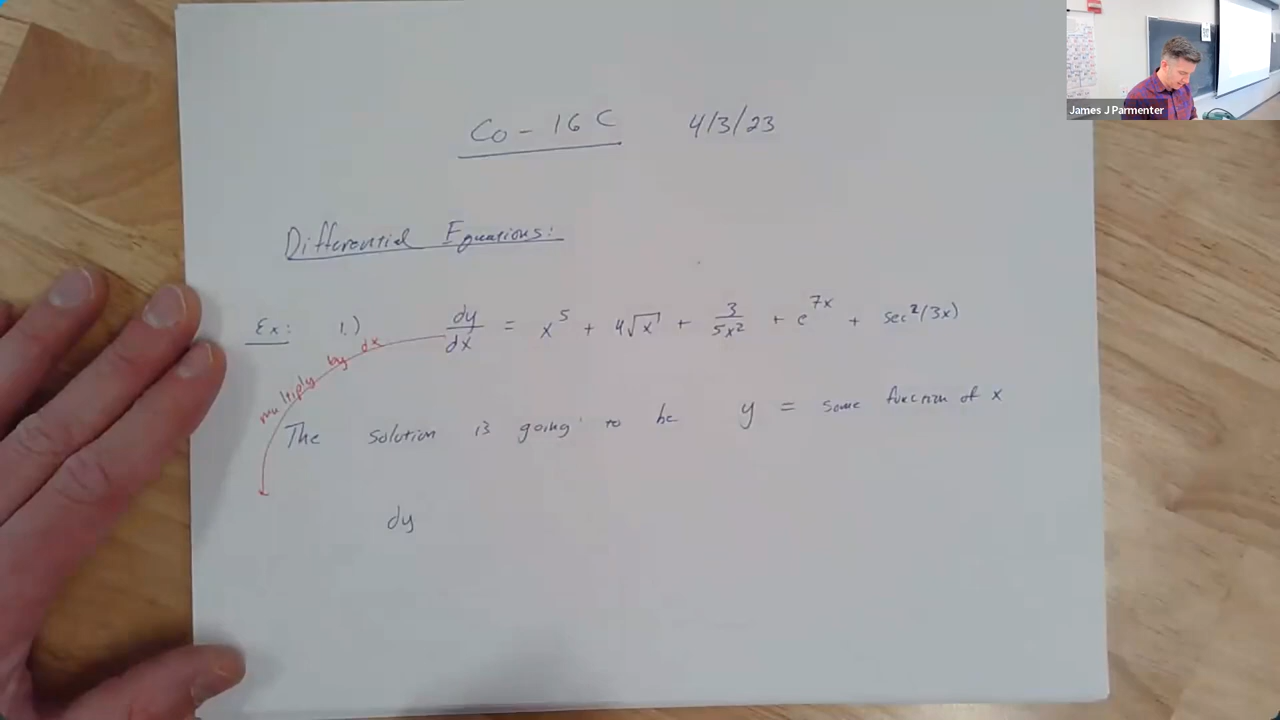 James J Parmenter
Co - 16C 4/3/23
Differential Equations:
Ex: 1.) dy/dx = x^5 + 4√x + 3/5x^2 + e^7x + sec^2(3x)
multiply by dx
The solution is going to be y = some function of x
dy